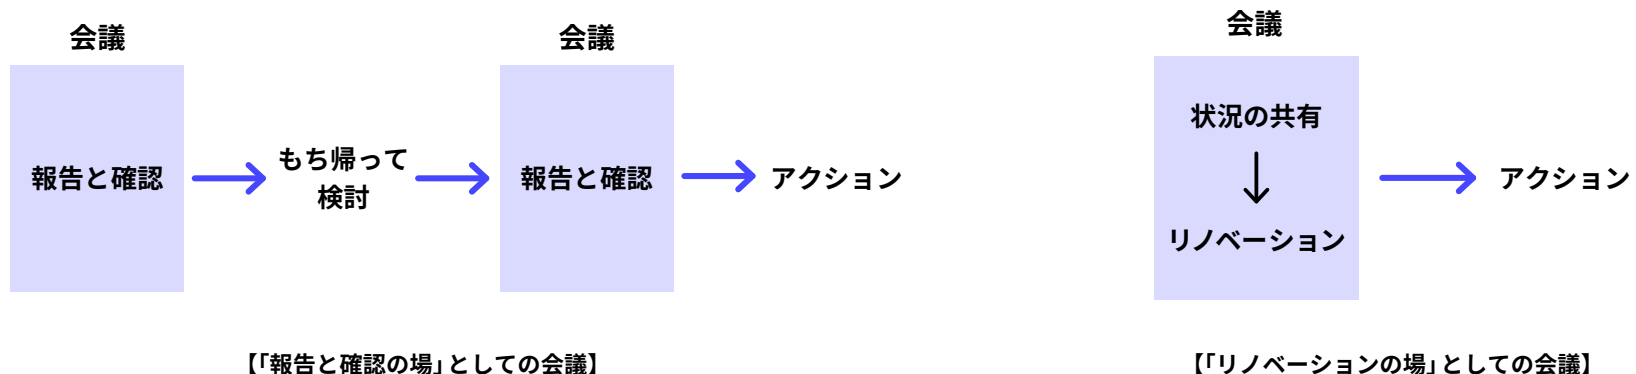 会議
報告と確認
もち帰って
検討
会議
報告と確認
アクション
【「報告と確認の場」としての会議】
会議
状況の共有
リノベーション
アクション
【「リノベーションの場」としての会議】